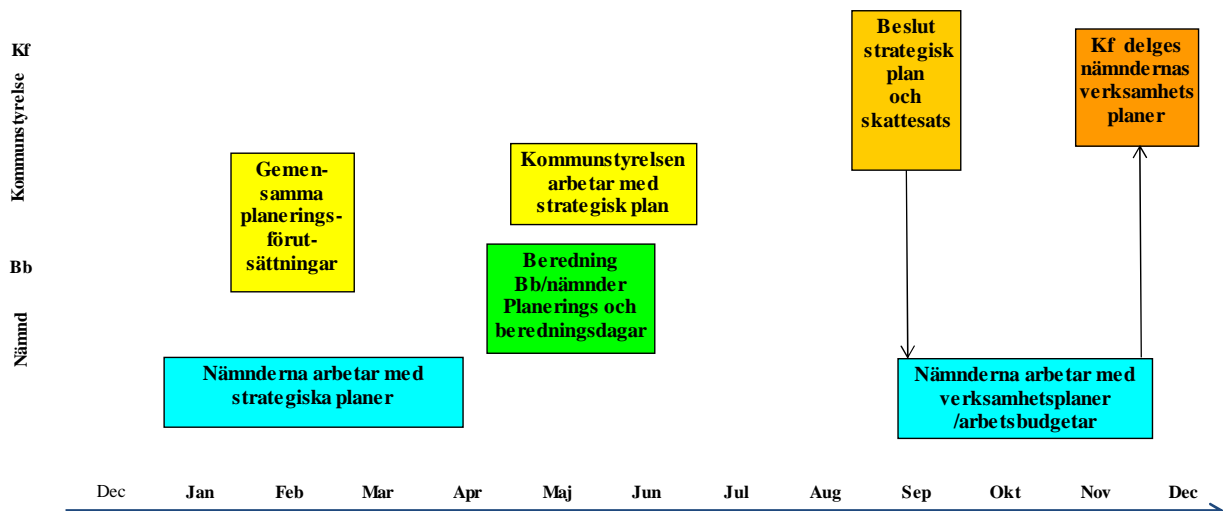 Kf
Kommunstyrelse
Bb
Nämnd
Gemen-
samma
planerings-
förut-
sättningar
Nämnderna arbetar med
strategiska planer
Kommunstyrelsen
arbetar med
strategisk plan
Beredning
Bb/nämnder
Planerings och
beredningsdagar
Beslut
strategisk
plan
och
skattesats
Kf delges
nämndernas
verksamhets
planer
Nämnderna arbetar med
verksamhetsplaner
/arbetsbudgetar
Dec Jan Feb Mar Apr Maj Jun Jul Aug Sep Okt Nov Dec